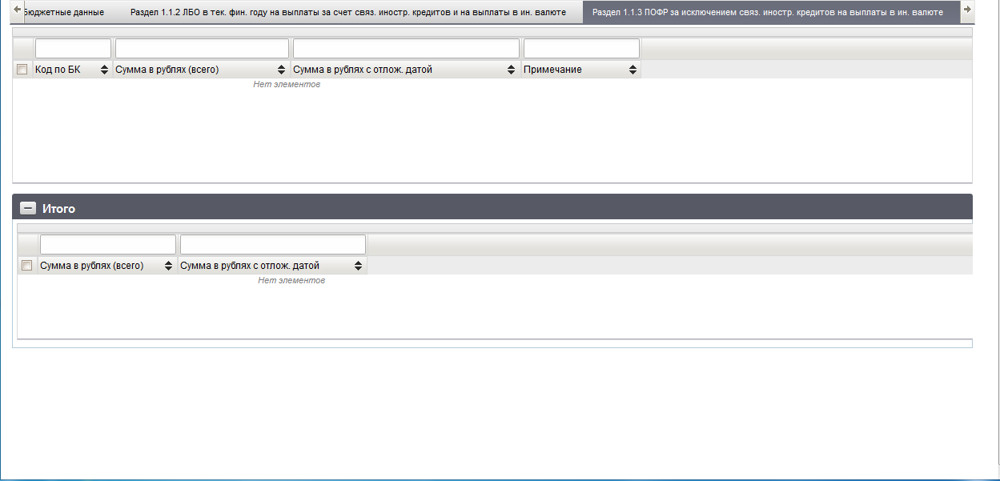 Бюджетные данные Раздел 1.1.2 ЛБО в тек. фин. году на выплаты за счет связ. иностр. кредитов и на выплаты в ин. валюте Раздел 1.1.3 ПОФР за исключением связ. иностр. кредитов на выплаты в ин. валюте
Код по БК Сумма в рублях (всего) Сумма в рублях с отлож. датой Примечание
Нет элементов
Итого
Сумма в рублях (всего) Сумма в рублях с отлож. датой
Нет элементов